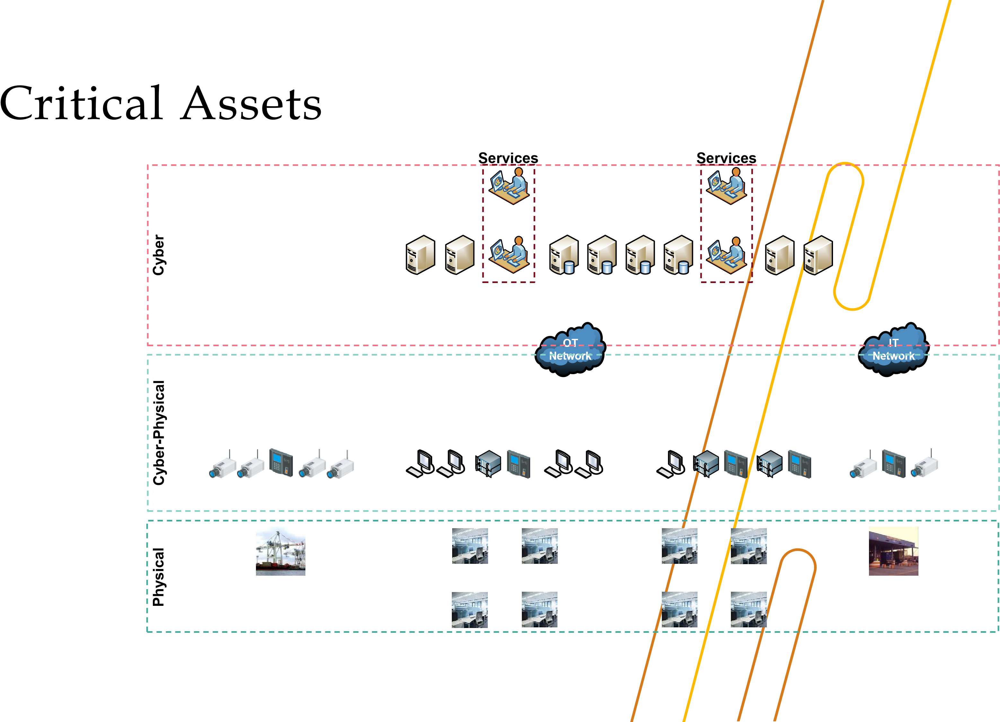 Critical Assets
Services
Services
Cyber
OT
Network
IT
Network
Cyber-Physical
Physical